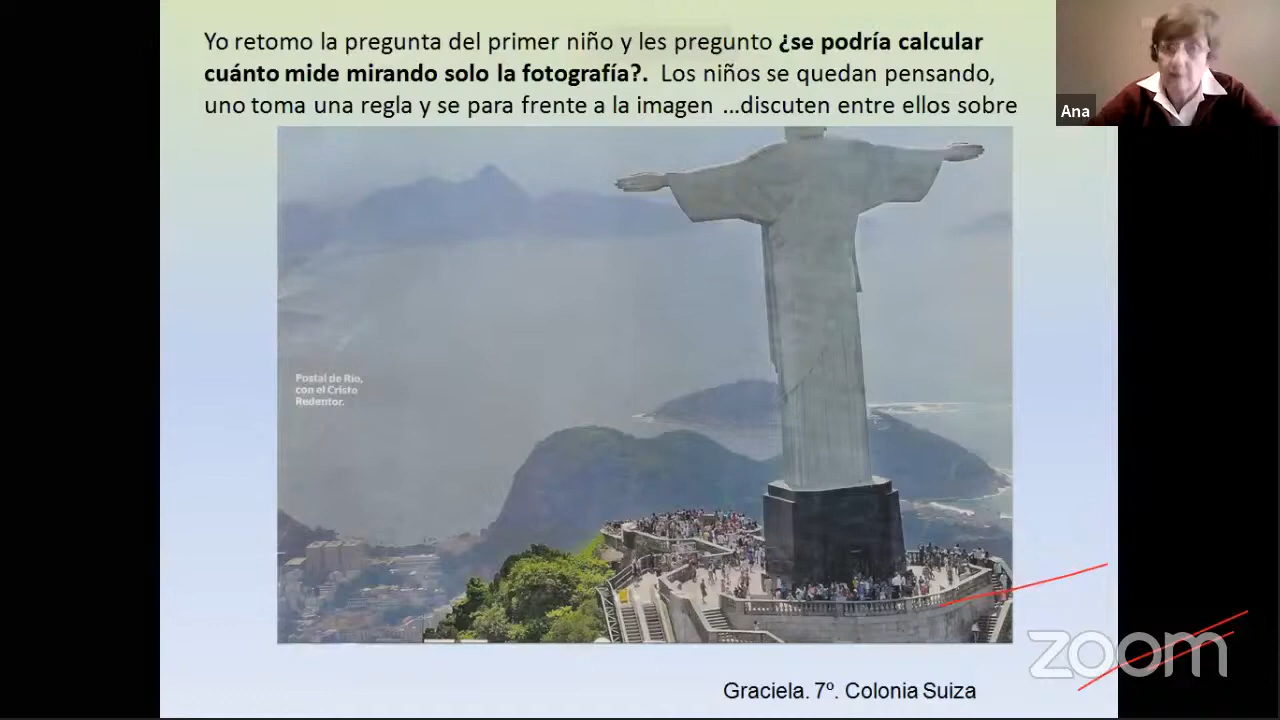 Yo retomo la pregunta del primer niño y les pregunto ¿se podría calcular
cuánto mide mirando solo la fotografía?. Los niños se quedan pensando,
uno toma una regla y se para frente a la imagen …discuten entre ellos sobre
Ana
Postal de Río,
con el Cristo
Redentor.
zoom
Graciela. 7º. Colonia Suiza